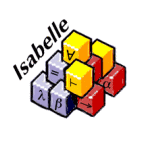 Isabelle
∀
= ⊢
λ β → α